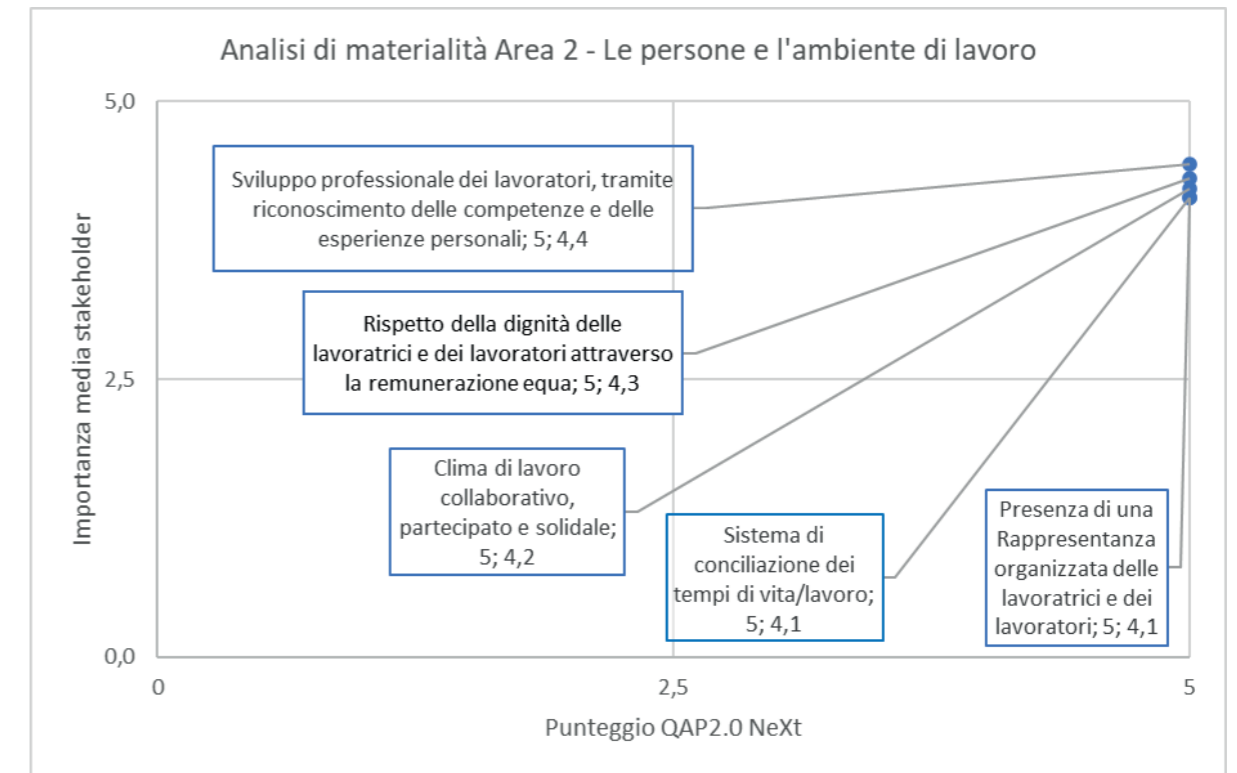 Analisi di materialità Area 2 - Le persone e l'ambiente di lavoro
5,0
Sviluppo professionale dei lavoratori, tramite
riconoscimento delle competenze e delle
esperienze personali; 5; 4,4
Importanza media stakeholder
Rispetto della dignità delle
lavoratrici e dei lavoratori attraverso
la remunerazione equa; 5; 4,3
2,5
Clima di lavoro
collaborativo,
partecipato e solidale;
5; 4,2
Sistema di
conciliazione dei
tempi di vita/lavoro;
5; 4,1
Presenza di una
Rappresentanza
organizzata delle
lavoratrici e dei
lavoratori; 5; 4,1
0,0
0
2,5
5
Punteggio QAP2.0 NeXt